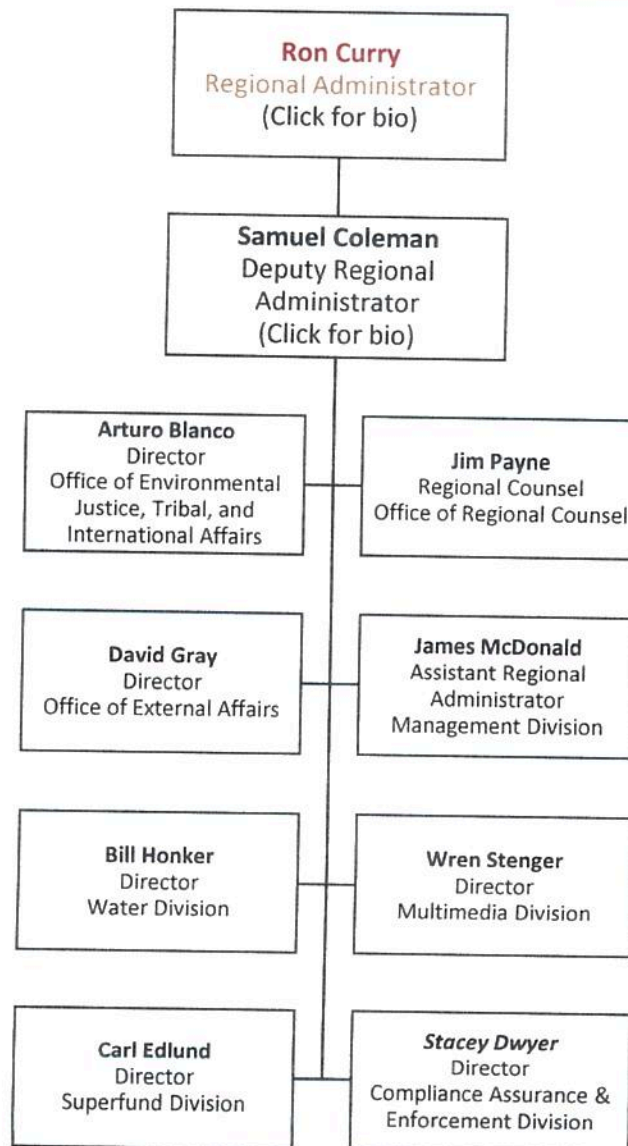 Ron Curry
Regional Administrator
(Click for bio)
Samuel Coleman
Deputy Regional
Administrator
(Click for bio)
Arturo Blanco
Director
Office of Environmental
Justice, Tribal, and
International Affairs
Jim Payne
Regional Counsel
Office of Regional Counsel
David Gray
Director
Office of External Affairs
James McDonald
Assistant Regional
Administrator
Management Division
Bill Honker
Director
Water Division
Wren Stenger
Director
Multimedia Division
Carl Edlund
Director
Superfund Division
Stacey Dwyer
Director
Compliance Assurance &
Enforcement Division